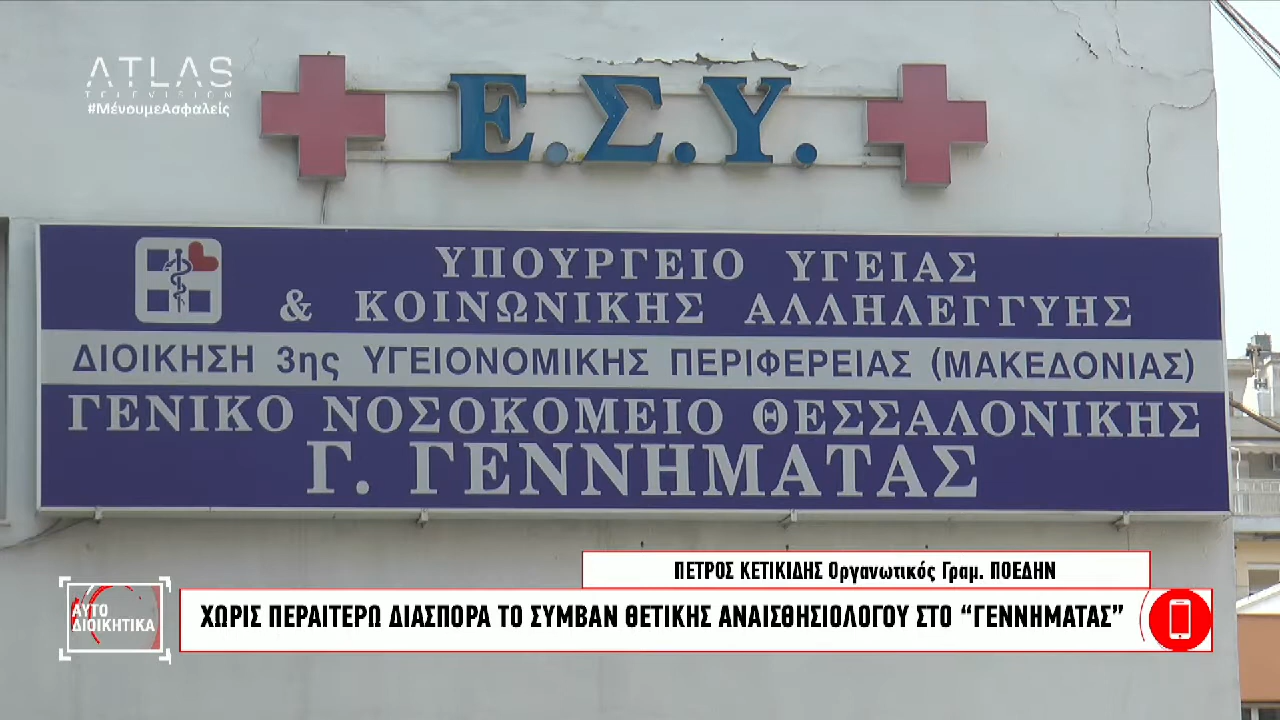 ATLAS
TELEVISION
#ΜένουμεΑσφαλείς
Ε.Σ.Υ.
ΥΠΟΥΡΓΕΙΟ ΥΓΕΙΑΣ
& ΚΟΙΝΩΝΙΚΗΣ ΑΛΛΗΛΕΓΓΥΗΣ
ΔΙΟΙΚΗΣΗ 3ης ΥΓΕΙΟΝΟΜΙΚΗΣ ΠΕΡΙΦΕΡΕΙΑΣ (ΜΑΚΕΔΟΝΙΑΣ)
ΓΕΝΙΚΟ ΝΟΣΟΚΟΜΕΙΟ ΘΕΣΣΑΛΟΝΙΚΗΣ
Γ. ΓΕΝΝΗΜΑΤΑΣ
ΠΕΤΡΟΣ ΚΕΤΙΚΙΔΗΣ Οργανωτικός Γραμ. ΠΟΕΔΗΝ
ΑΥΤΟ
ΔΙΟΙΚΗΤΙΚΑ
ΧΩΡΙΣ ΠΕΡΑΙΤΕΡΩ ΔΙΑΣΠΟΡΆ ΤΟ ΣΥΜΒΑΝ ΘΕΤΙΚΗΣ ΑΝΑΙΣΘΗΣΙΟΛΟΓΟΥ ΣΤΟ “ΓΕΝΝΗΜΑΤΑΣ”